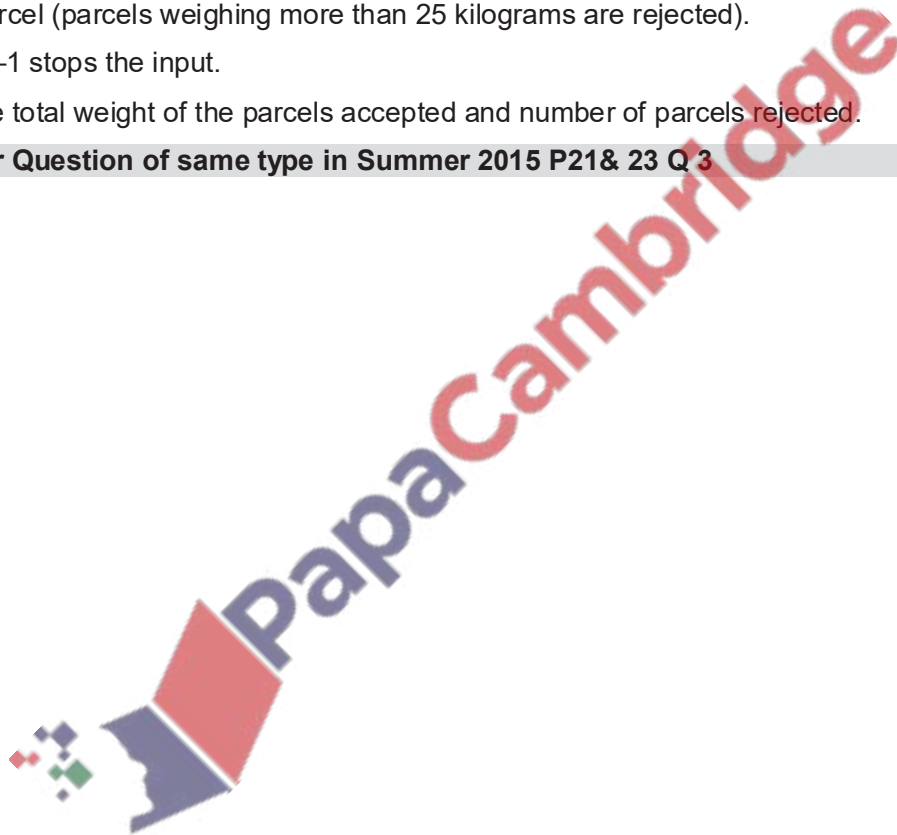 rcel (parcels weighing more than 25 kilograms are rejected).
-1 stops the input.
e total weight of the parcels accepted and number of parcels rejected.
r Question of same type in Summer 2015 P21& 23 Q 3
PapaCambridge